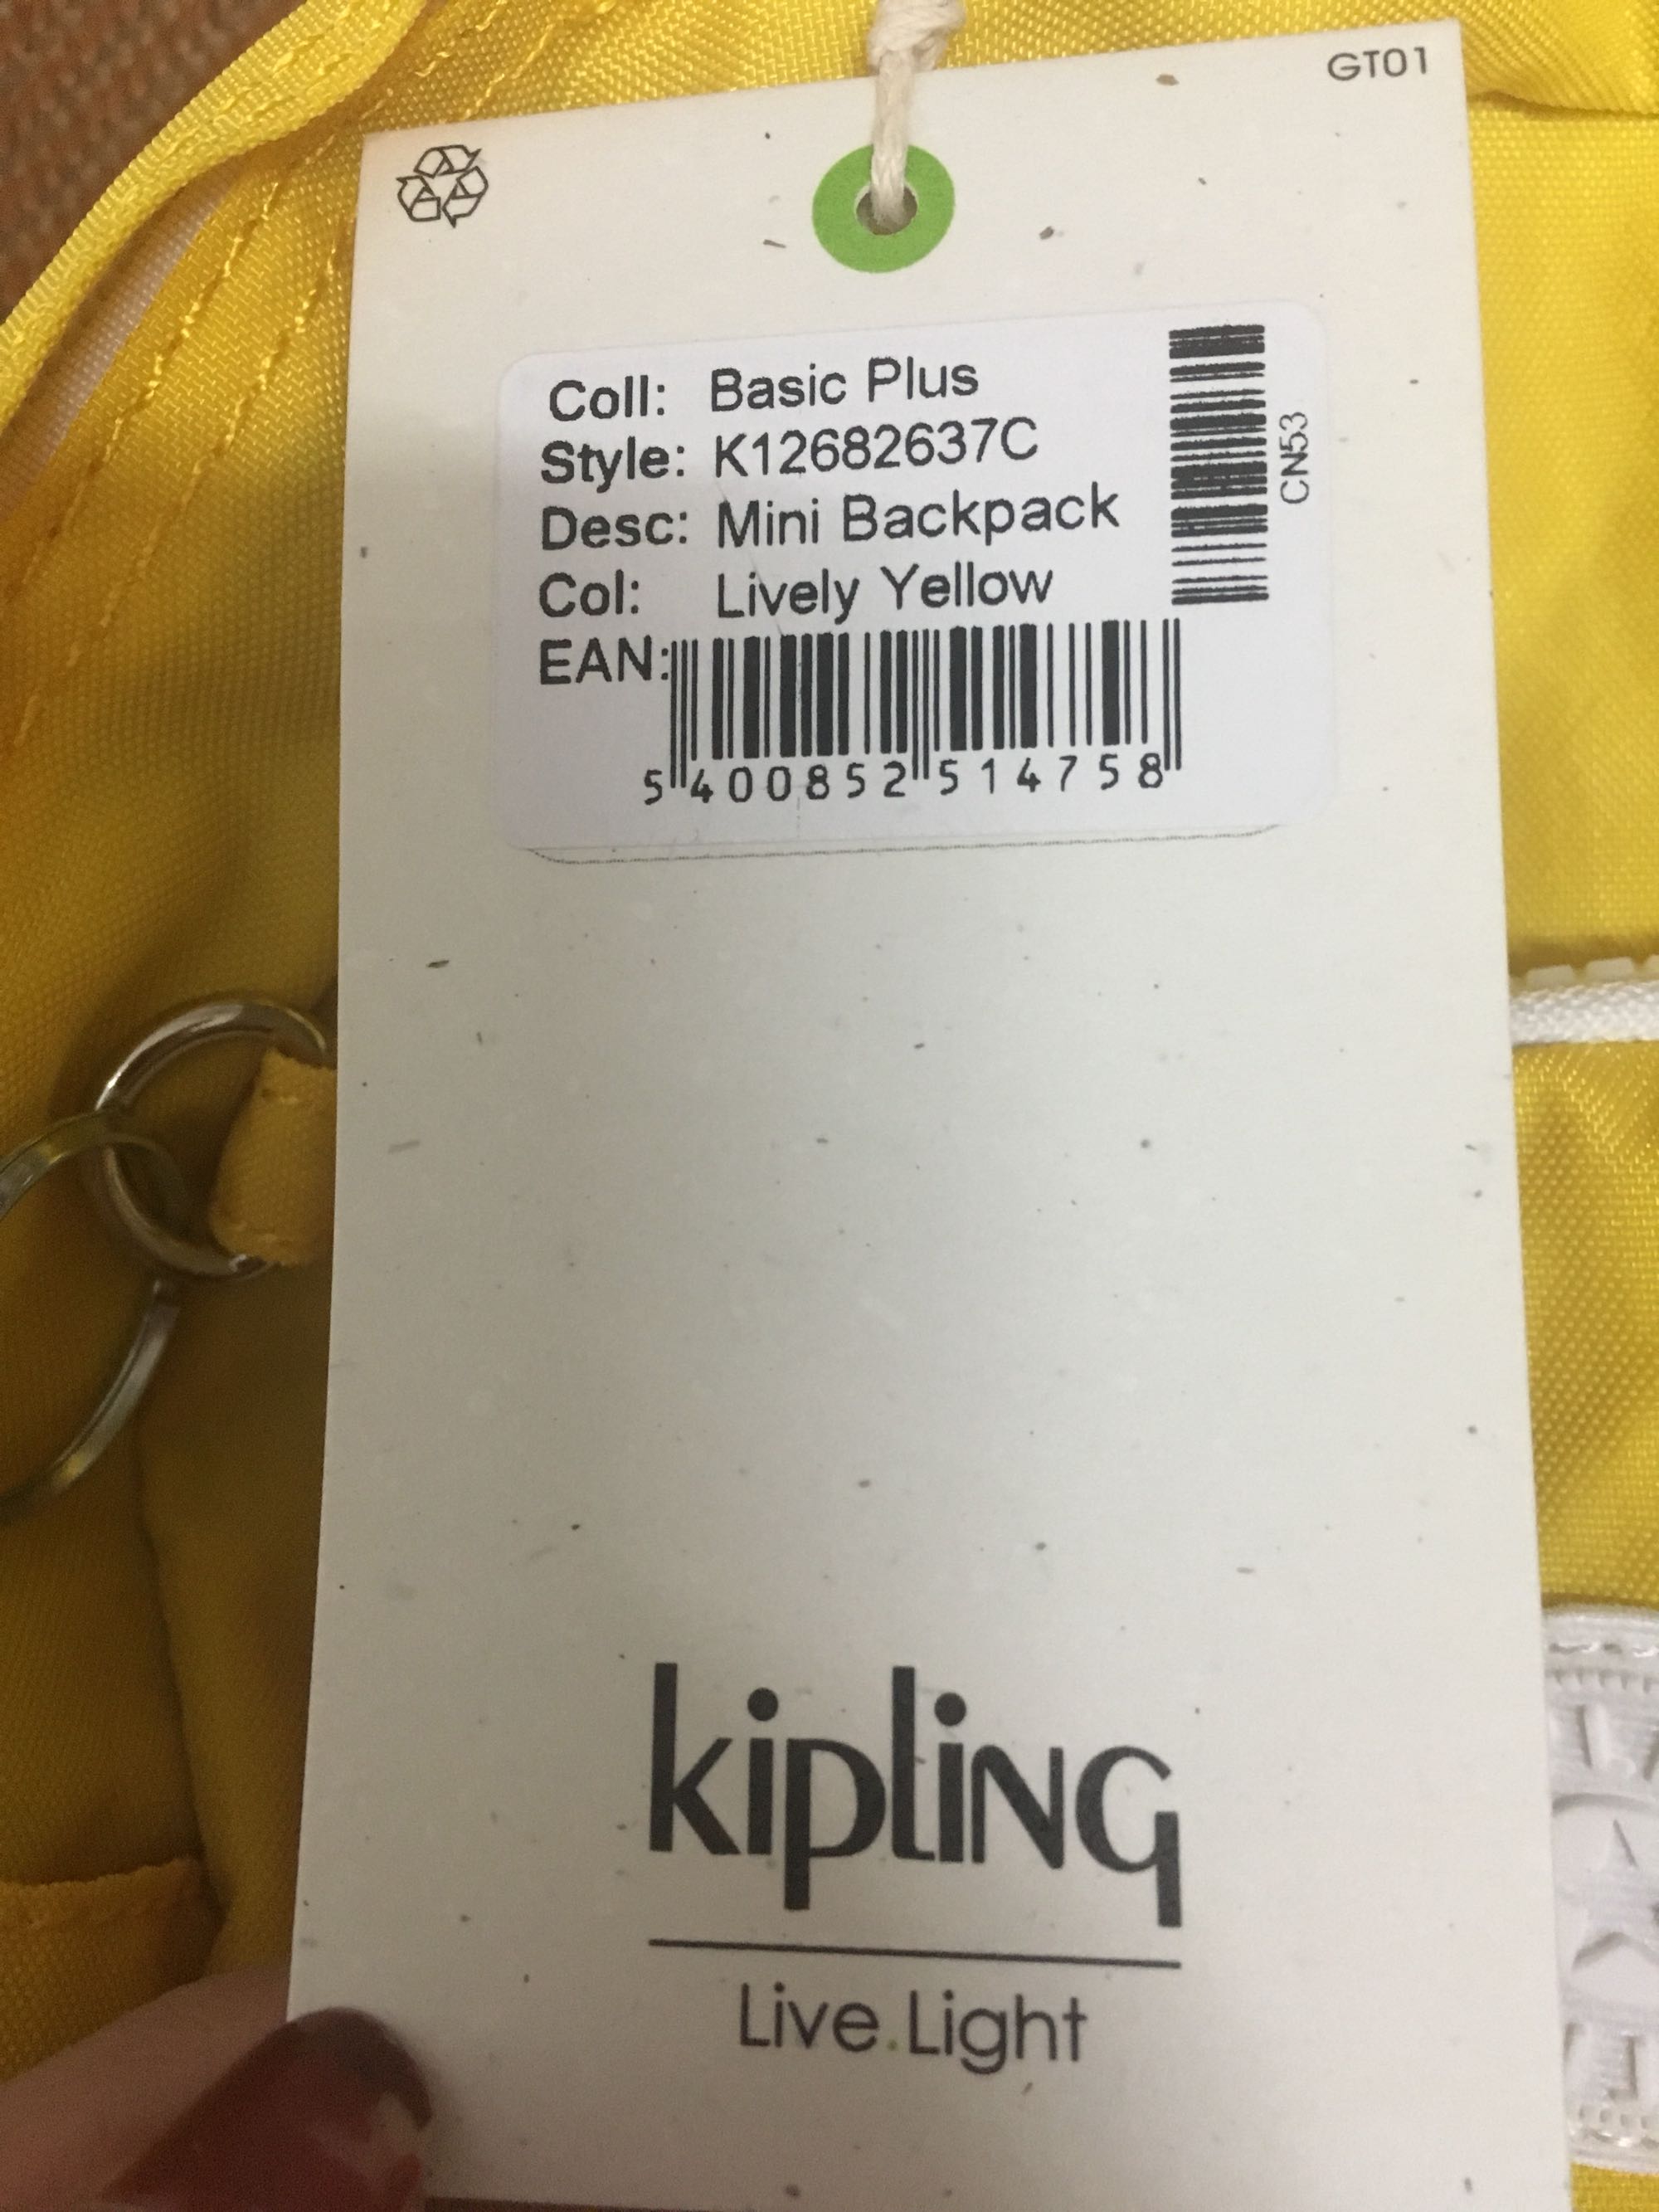 GT01
Coll: Basic Plus
Style: K12682637C
Desc: Mini Backpack
Col: Lively Yellow
EAN:
5 400852 514758
CN53
kipling
Live.Light